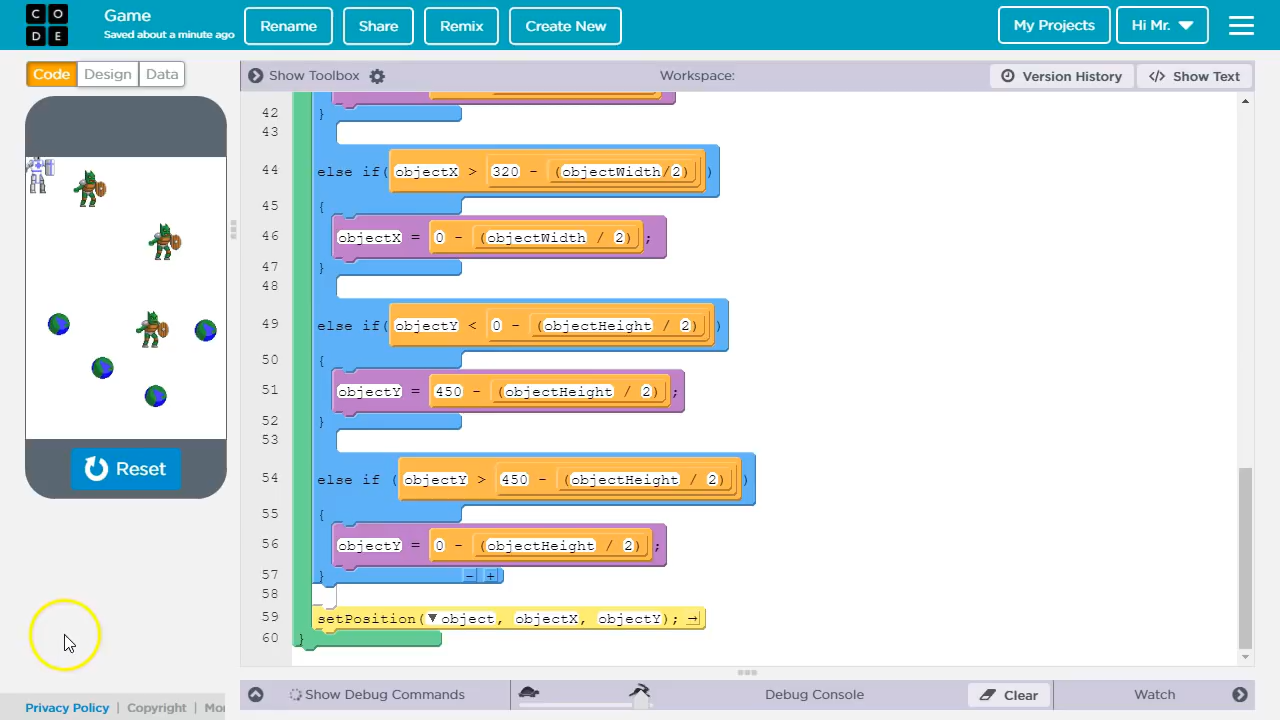 C O
D E
Game
Saved about a minute ago
Rename
Share
Remix
Create New
My Projects
Hi Mr.
Code
Design
Data
Show Toolbox
Workspace:
Version History
</> Show Text
42 }
43
44 else if( objectX > 320 - (objectWidth/2) )
45 {
46 objectX = 0 - (objectWidth / 2) ;
47 }
48
49 else if( objectY < 0 - (objectHeight / 2) )
50 {
51 objectY = 450 - (objectHeight / 2) ;
52 }
53
54 else if ( objectY > 450 - (objectHeight / 2) )
55 {
56 objectY = 0 - (objectHeight / 2) ;
57 } - +
58
59 setPosition( object, objectX, objectY);
60 }
Reset
Show Debug Commands
Debug Console
Clear
Watch
Privacy Policy | Copyright | Mor